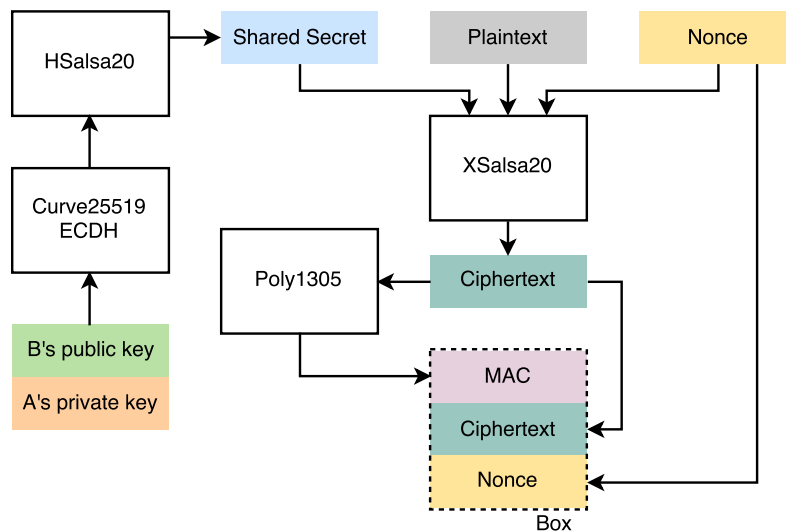 HSalsa20
Shared Secret
Plaintext
Nonce
XSalsa20
Curve25519
ECDH
Poly1305
Ciphertext
B's public key
A's private key
MAC
Ciphertext
Nonce
Box